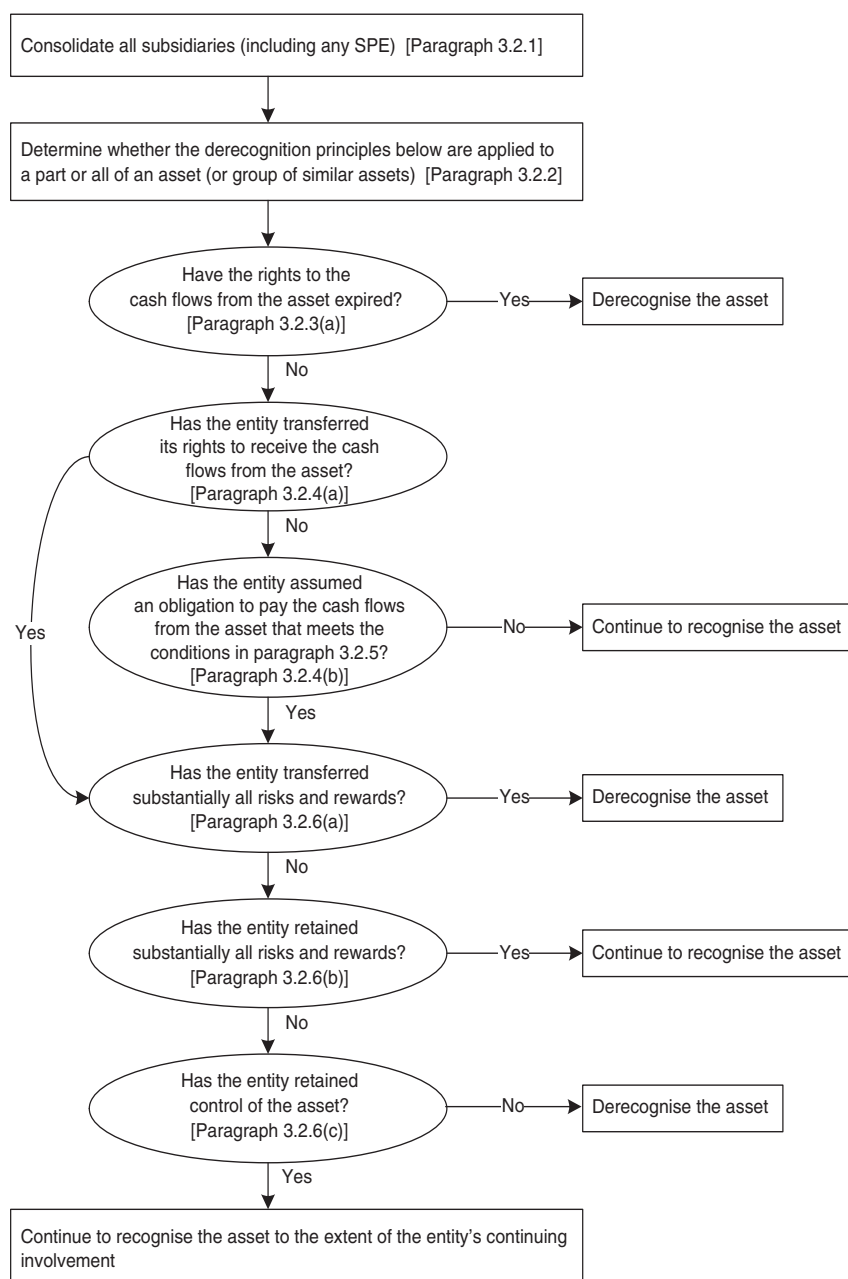 Consolidate all subsidiaries (including any SPE) [Paragraph 3.2.1]
Determine whether the derecognition principles below are applied to
a part or all of an asset (or group of similar assets) [Paragraph 3.2.2]
Have the rights to the
cash flows from the asset expired?
[Paragraph 3.2.3(a)]
Yes
Derecognise the asset
No
Has the entity transferred
its rights to receive the cash
flows from the asset?
[Paragraph 3.2.4(a)]
No
Yes
Has the entity assumed
an obligation to pay the cash flows
from the asset that meets the
conditions in paragraph 3.2.5?
[Paragraph 3.2.4(b)]
No
Continue to recognise the asset
Yes
Has the entity transferred
substantially all risks and rewards?
[Paragraph 3.2.6(a)]
Yes
Derecognise the asset
No
Has the entity retained
substantially all risks and rewards?
[Paragraph 3.2.6(b)]
Yes
Continue to recognise the asset
No
Has the entity retained
control of the asset?
[Paragraph 3.2.6(c)]
No
Derecognise the asset
Yes
Continue to recognise the asset to the extent of the entity's continuing
involvement